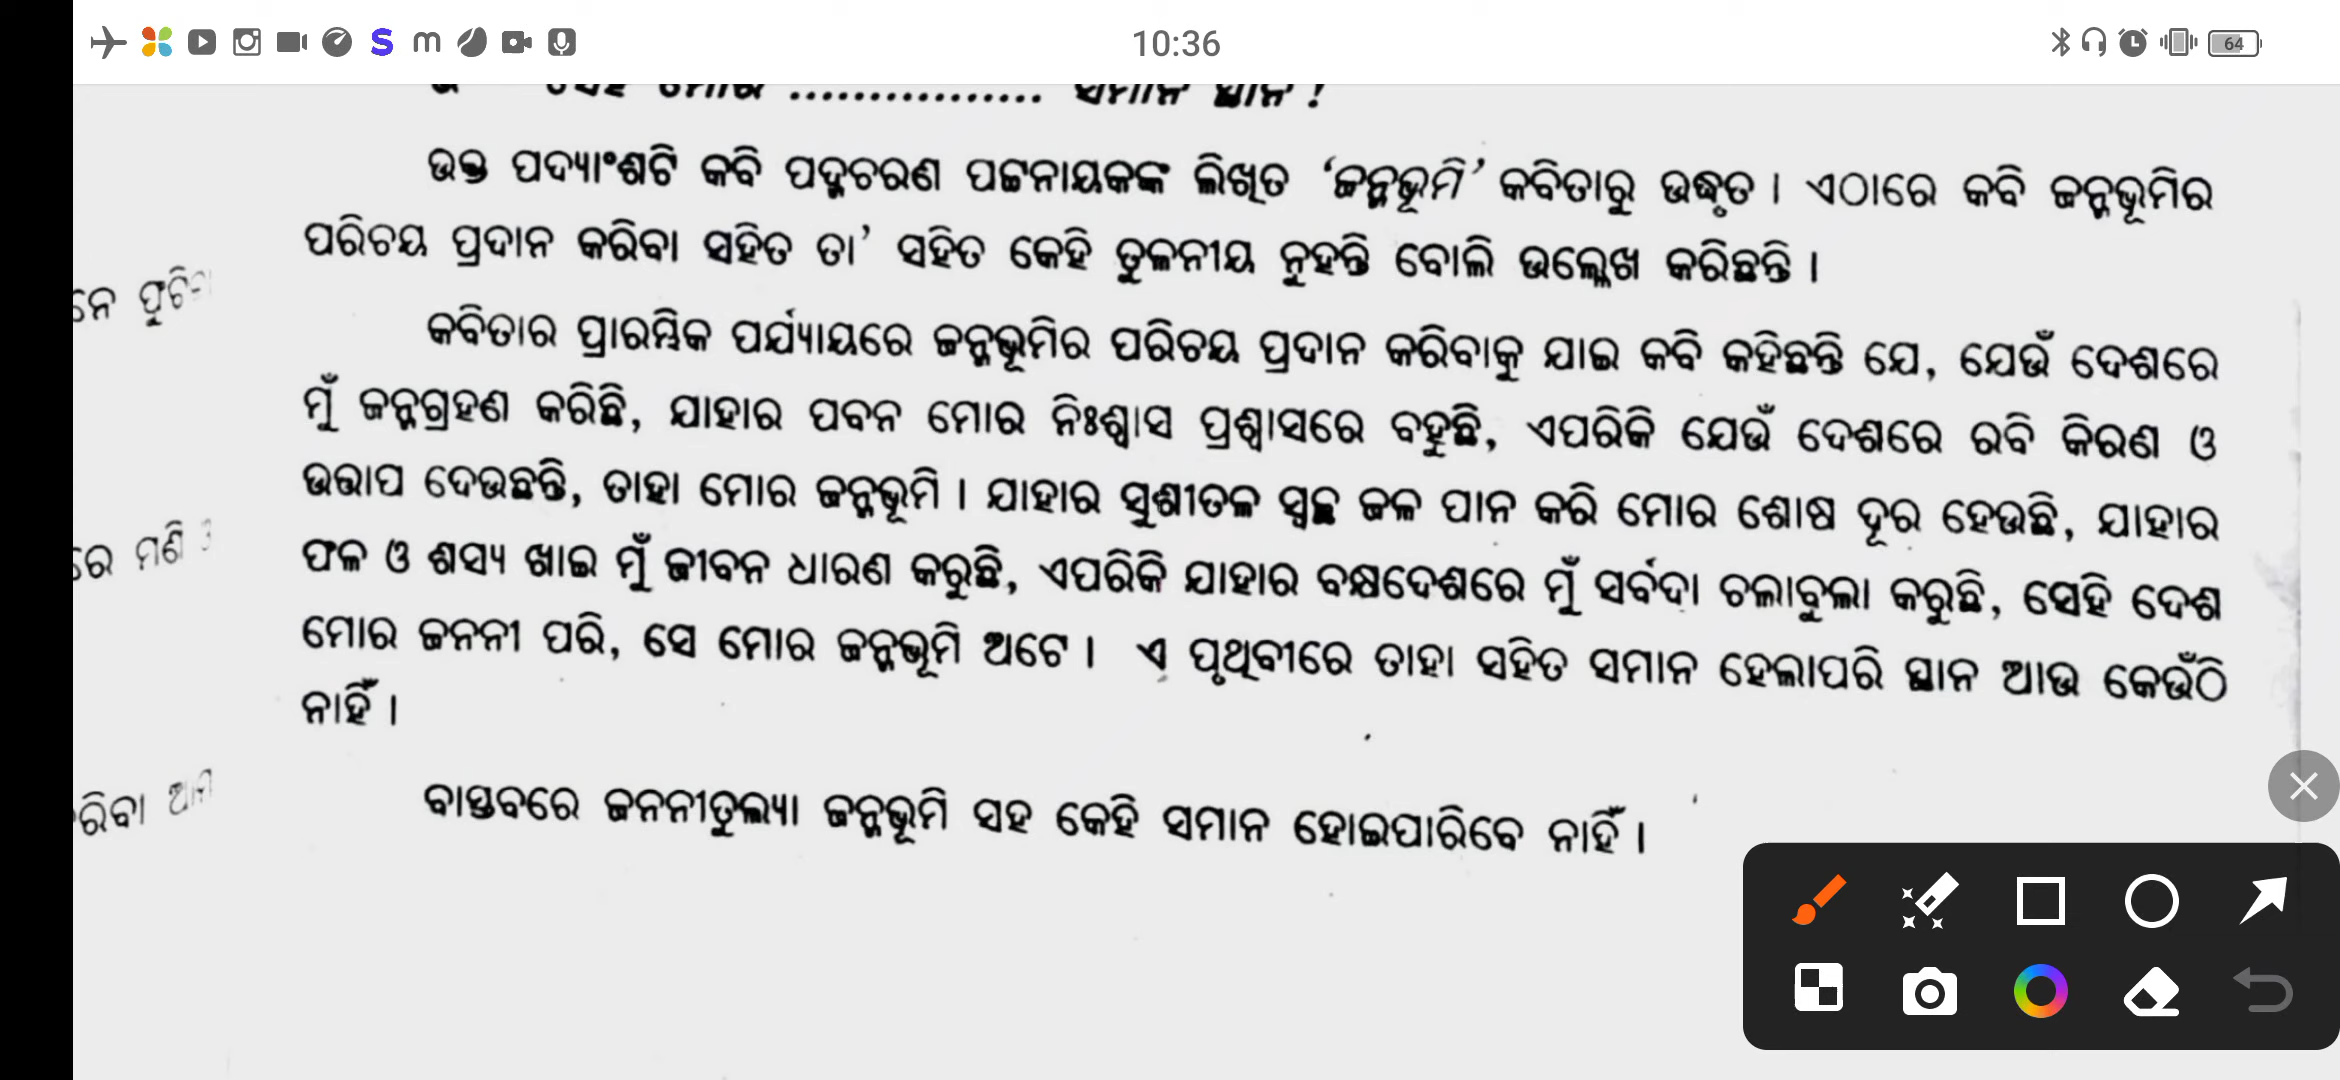 10:36
64
ସେହି ମୋର ................ ସମାନ ସ୍ଥାନ !
ଉକ୍ତ ପଦ୍ୟାଂଶଟି କବି ପଦ୍ମଚରଣ ପଟ୍ଟନାୟକଙ୍କ ଲିଖିତ ‘ଜନ୍ମଭୂମି’ କବିତାରୁ ଉଦ୍ଧୃତ । ଏଠାରେ କବି ଜନ୍ମଭୂମିର
ପରିଚୟ ପ୍ରଦାନ କରିବା ସହିତ ତା’ ସହିତ କେହି ତୁଳନୀୟ ନୁହନ୍ତି ବୋଲି ଉଲ୍ଲେଖ କରିଛନ୍ତି ।
କବିତାର ପ୍ରାରମ୍ଭିକ ପର୍ଯ୍ୟାୟରେ ଜନ୍ମଭୂମିର ପରିଚୟ ପ୍ରଦାନ କରିବାକୁ ଯାଇ କବି କହିଛନ୍ତି ଯେ, ଯେଉଁ ଦେଶରେ
ମୁଁ ଜନ୍ମଗ୍ରହଣ କରିଛି, ଯାହାର ପବନ ମୋର ନିଃଶ୍ୱାସ ପ୍ରଶ୍ୱାସରେ ବହୁଛି, ଏପରିକି ଯେଉଁ ଦେଶରେ ରବି କିରଣ ଓ
ଉତ୍ତାପ ଦେଉଛନ୍ତି, ତାହା ମୋର ଜନ୍ମଭୂମି । ଯାହାର ସୁଶୀତଳ ସ୍ୱଚ୍ଛ ଜଳ ପାନ କରି ମୋର ଶୋଷ ଦୂର ହେଉଛି, ଯାହାର
ଫଳ ଓ ଶସ୍ୟ ଖାଇ ମୁଁ ଜୀବନ ଧାରଣ କରୁଛି, ଏପରିକି ଯାହାର ବକ୍ଷଦେଶରେ ମୁଁ ସର୍ବଦା ଚଲାବୁଲା କରୁଛି, ସେହି ଦେଶ
ମୋର ଜନନୀ ପରି, ସେ ମୋର ଜନ୍ମଭୂମି ଅଟେ । ଏ ପୃଥିବୀରେ ତାହା ସହିତ ସମାନ ହେଲାପରି ସ୍ଥାନ ଆଉ କେଉଁଠି
ନାହିଁ ।
ବାସ୍ତବରେ ଜନନୀତୁଲ୍ୟା ଜନ୍ମଭୂମି ସହ କେହି ସମାନ ହୋଇପାରିବେ ନାହିଁ ।